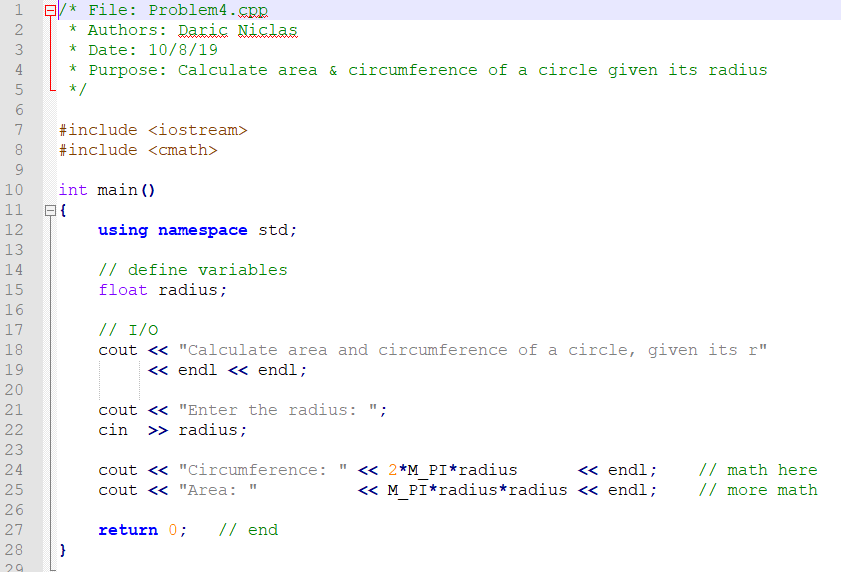 1 /* File: Problem4.cpp
2  * Authors: Daric Niclas
3  * Date: 10/8/19
4  * Purpose: Calculate area & circumference of a circle given its radius
5  */
6
7 #include <iostream>
8 #include <cmath>
9
10 int main()
11 {
12     using namespace std;
13
14     // define variables
15     float radius;
16
17     // I/O
18     cout << "Calculate area and circumference of a circle, given its r"
19          << endl << endl;
20
21     cout << "Enter the radius: ";
22     cin  >> radius;
23
24     cout << "Circumference: " << 2*M_PI*radius      << endl;    // math here
25     cout << "Area: "          << M_PI*radius*radius << endl;    // more math
26
27     return 0;   // end
28 }
29